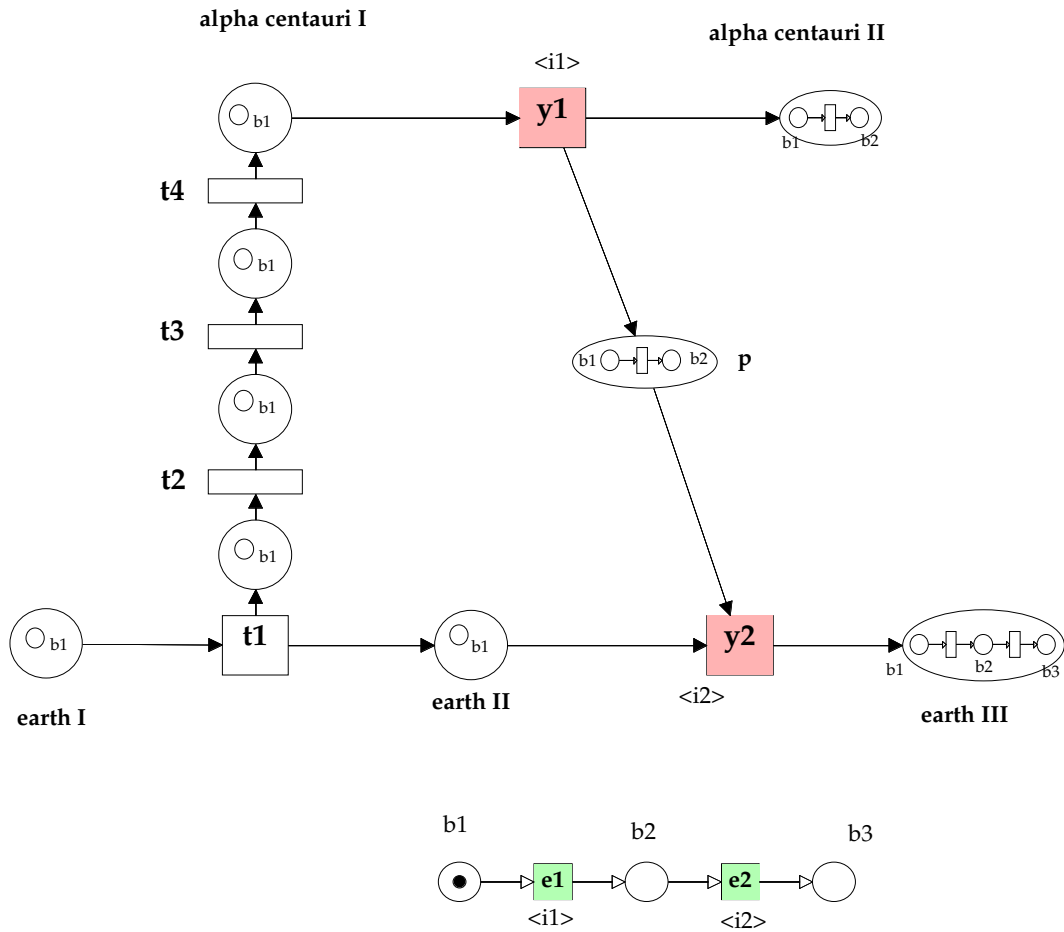 alpha centauri I
alpha centauri II
<i1>
y1
b1
b1
b2
t4
b1
t3
b1
b2
p
b1
t2
b1
t1
y2
b1
b1
b1
b2
b3
earth I
earth II
<i2>
earth III
b1
b2
b3
e1
e2
<i1>
<i2>